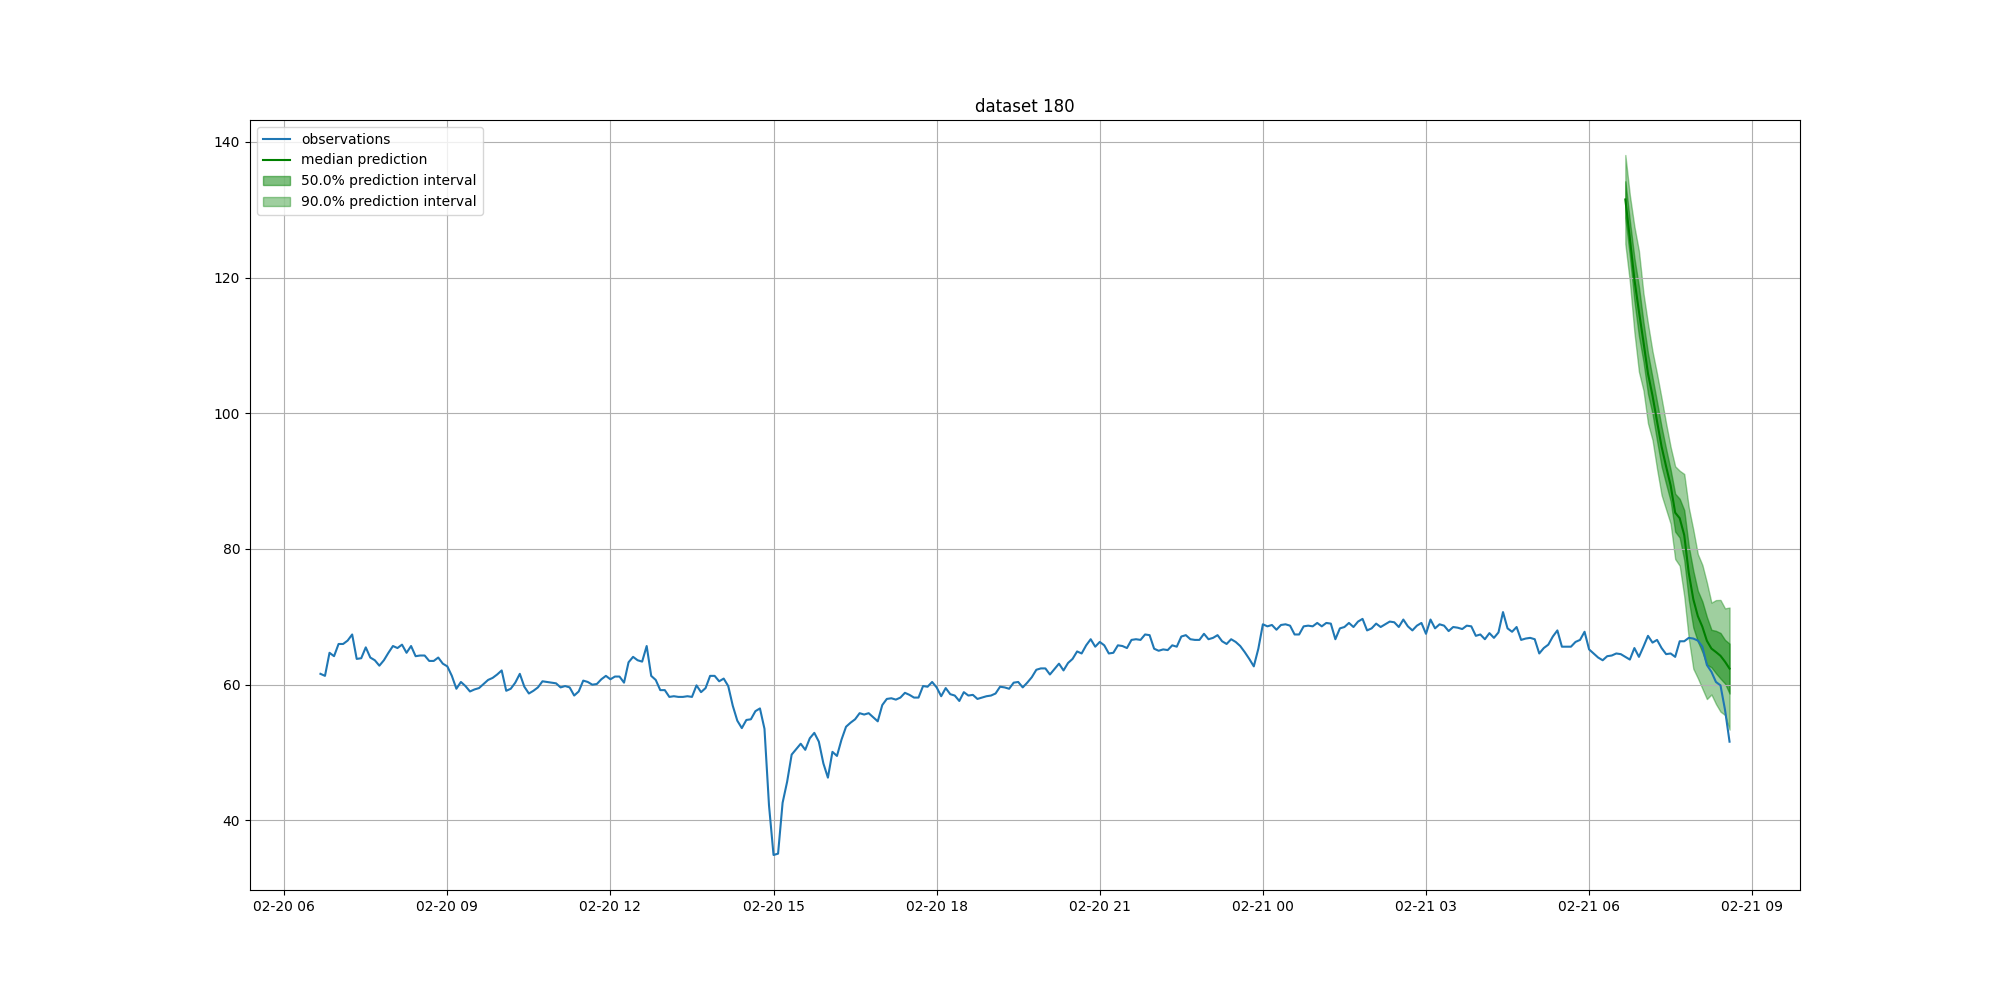 dataset 180
observations
median prediction
50.0% prediction interval
90.0% prediction interval
140
120
100
80
60
40
02-20 06 02-20 09 02-20 12 02-20 15 02-20 18 02-20 21 02-21 00 02-21 03 02-21 06 02-21 09